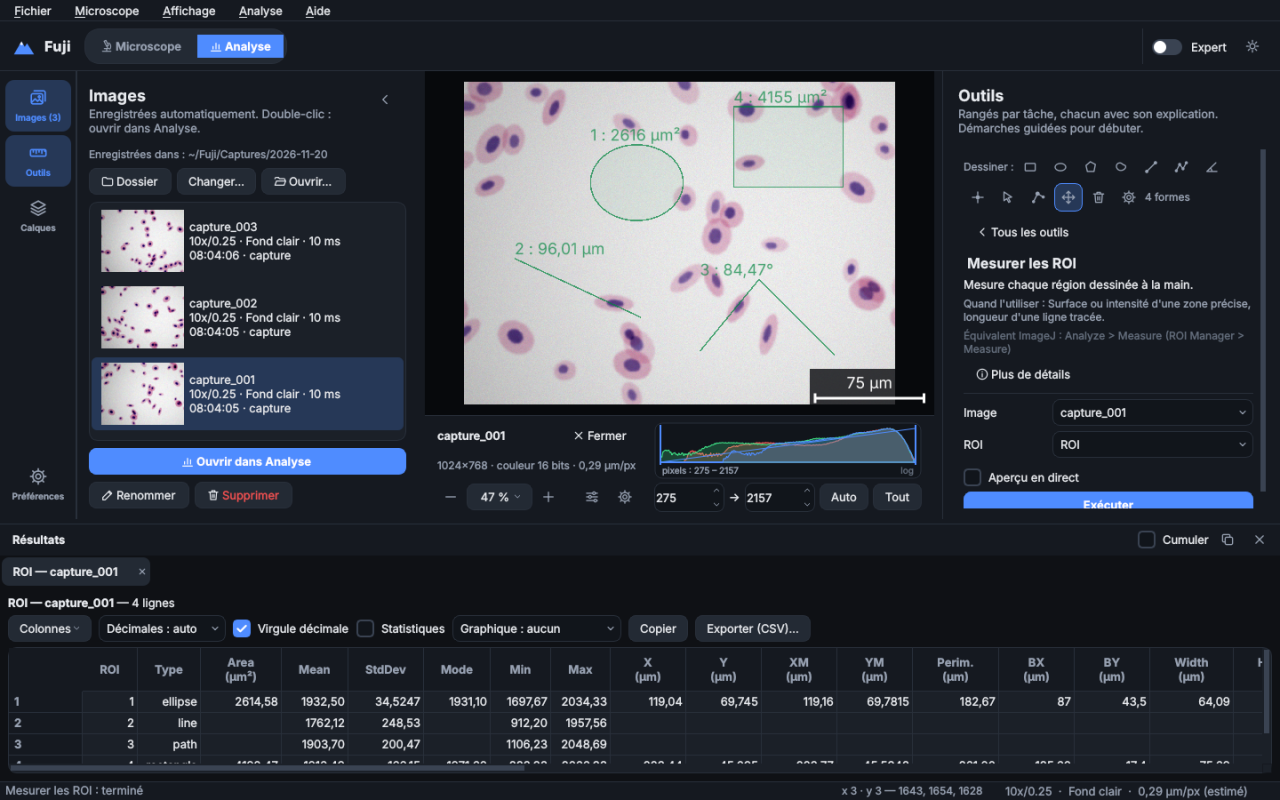 Fichier Microscope Affichage Analyse Aide
Fuji Microscope Analyse Expert
Images (3)
Outils
Calques
Préférences
Images
Enregistrées automatiquement. Double-clic :
ouvrir dans Analyse.
Enregistrées dans : ~/Fuji/Captures/2026-11-20
Dossier Changer... Ouvrir...
capture_003
10x/0.25 · Fond clair · 10 ms
08:04:06 · capture
capture_002
10x/0.25 · Fond clair · 10 ms
08:04:05 · capture
capture_001
10x/0.25 · Fond clair · 10 ms
08:04:05 · capture
Ouvrir dans Analyse
Renommer Supprimer
4 : 4155 µm²
1 : 2616 µm²
2 : 96,01 µm
3 : 84,47°
75 µm
capture_001 Fermer
1024×768 · couleur 16 bits · 0,29 µm/px
pixels : 275 – 2157 log
47 % 275 → 2157 Auto Tout
Outils
Rangés par tâche, chacun avec son explication.
Démarches guidées pour débuter.
Dessiner :
4 formes
Tous les outils
Mesurer les ROI
Mesure chaque région dessinée à la main.
Quand l'utiliser : Surface ou intensité d'une zone précise,
longueur d'une ligne tracée.
Équivalent ImageJ : Analyze > Measure (ROI Manager >
Measure)
Plus de détails
Image capture_001
ROI ROI
Aperçu en direct
Exécuter
Résultats Cumuler
ROI — capture_001
ROI — capture_001 — 4 lignes
Colonnes Décimales : auto Virgule décimale Statistiques Graphique : aucun Copier Exporter (CSV)...
ROI Type Area (µm²) Mean StdDev Mode Min Max X (µm) Y (µm) XM (µm) YM (µm) Perim. (µm) BX (µm) BY (µm) Width (µm)
1 1 ellipse 2614,58 1932,50 34,5247 1931,10 1697,67 2034,33 119,04 69,745 119,16 69,7815 182,67 87 43,5 64,09
2 2 line 1762,12 248,53 912,20 1957,56
3 3 path 1903,70 200,47 1106,23 2048,69
Mesurer les ROI : terminé x 3 · y 3 — 1643, 1654, 1628 10x/0.25 · Fond clair · 0,29 µm/px (estimé)